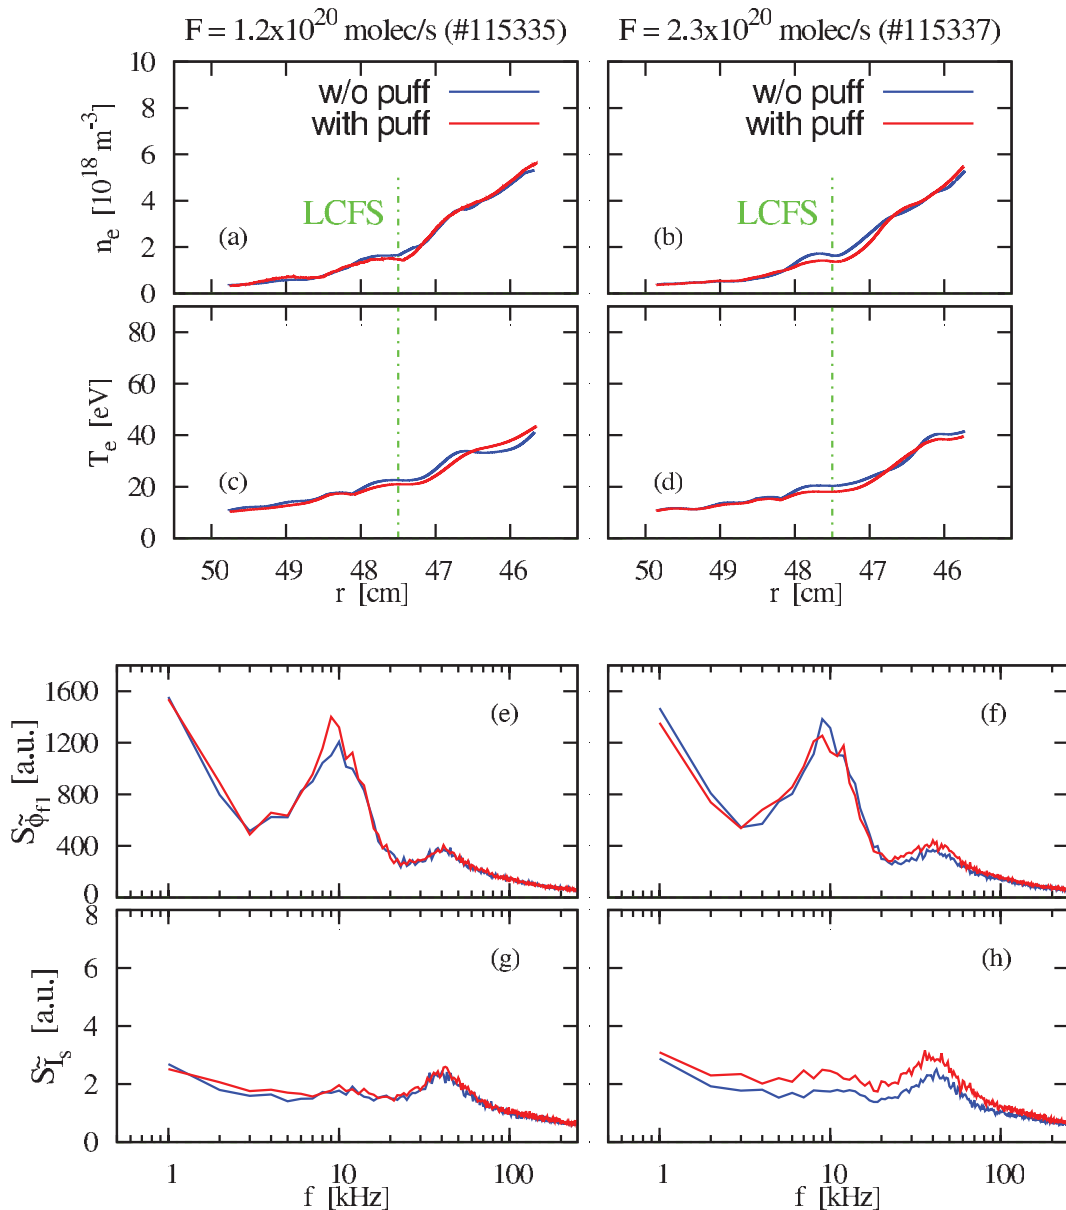 F = 1.2x10^20 molec/s (#115335) F = 2.3x10^20 molec/s (#115337)
10 w/o puff w/o puff
8 with puff with puff
6
4 LCFS LCFS
2 (a) (b)
0
n_e [10^18 m^-3]
80
60
40
20 (c) (d)
0
T_e [eV]
50 49 48 47 46 50 49 48 47 46
r [cm] r [cm]
1600 (e) (f)
1200
800
400
0
S_φ̃fl [a.u.]
8 (g) (h)
6
4
2
0
S_Ĩs [a.u.]
1 10 100 1 10 100
f [kHz] f [kHz]